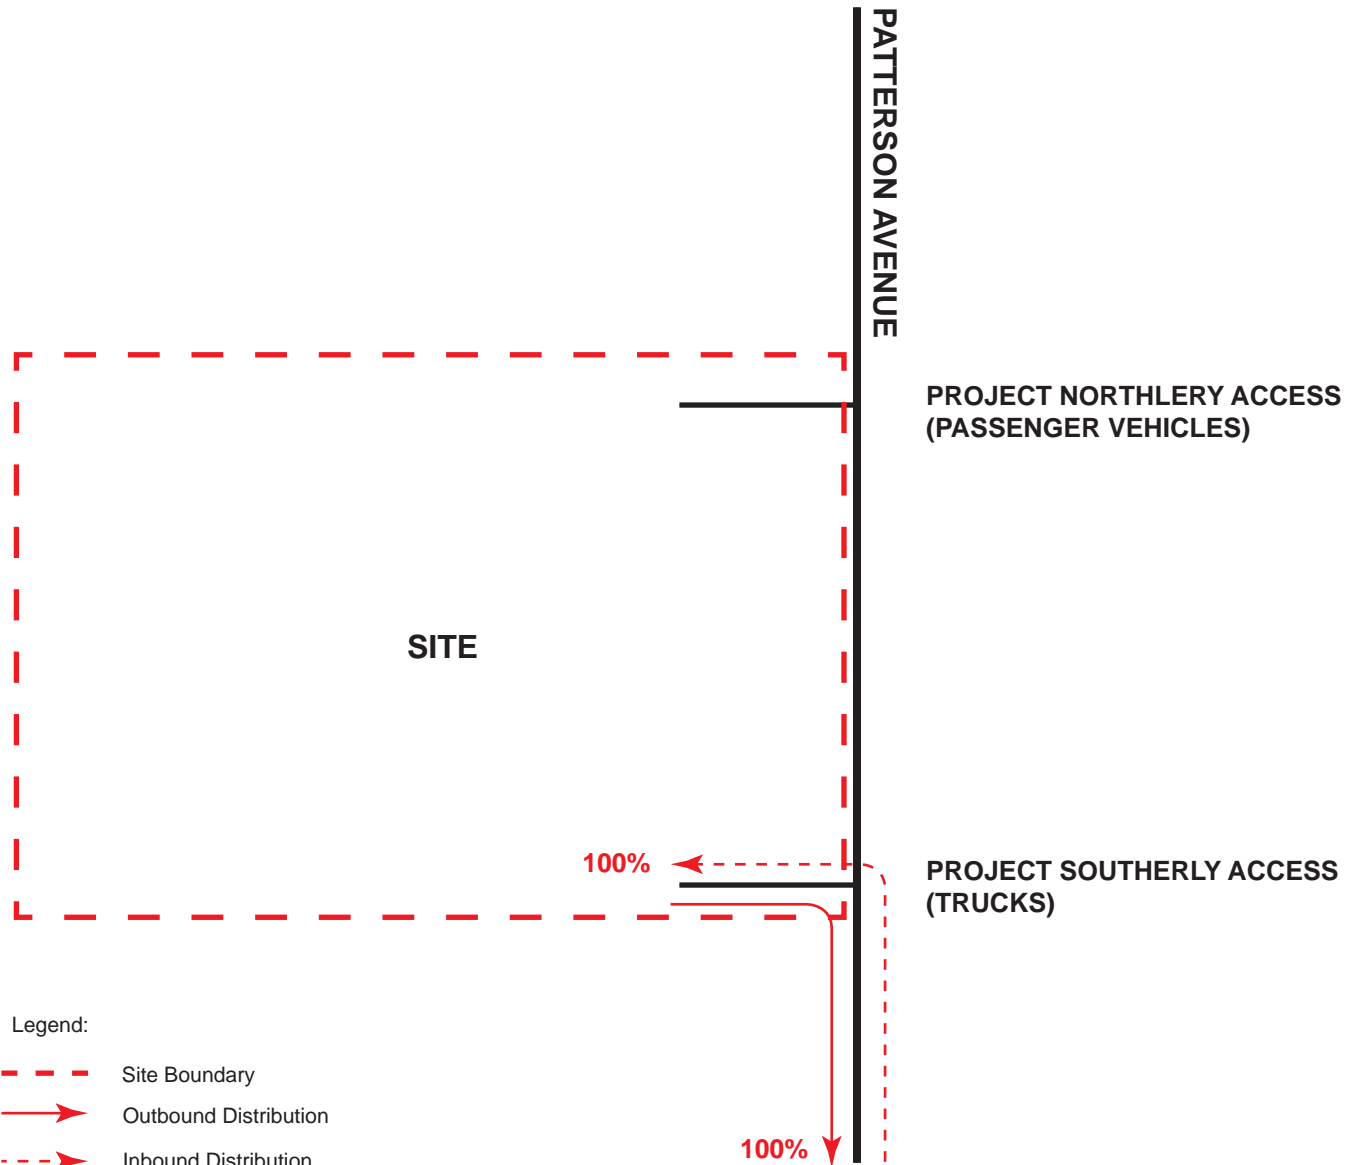 PATTERSON AVENUE
PROJECT NORTHLERY ACCESS
(PASSENGER VEHICLES)
SITE
100%
PROJECT SOUTHERLY ACCESS
(TRUCKS)
Legend:
Site Boundary
Outbound Distribution
100%
Inbound Distribution